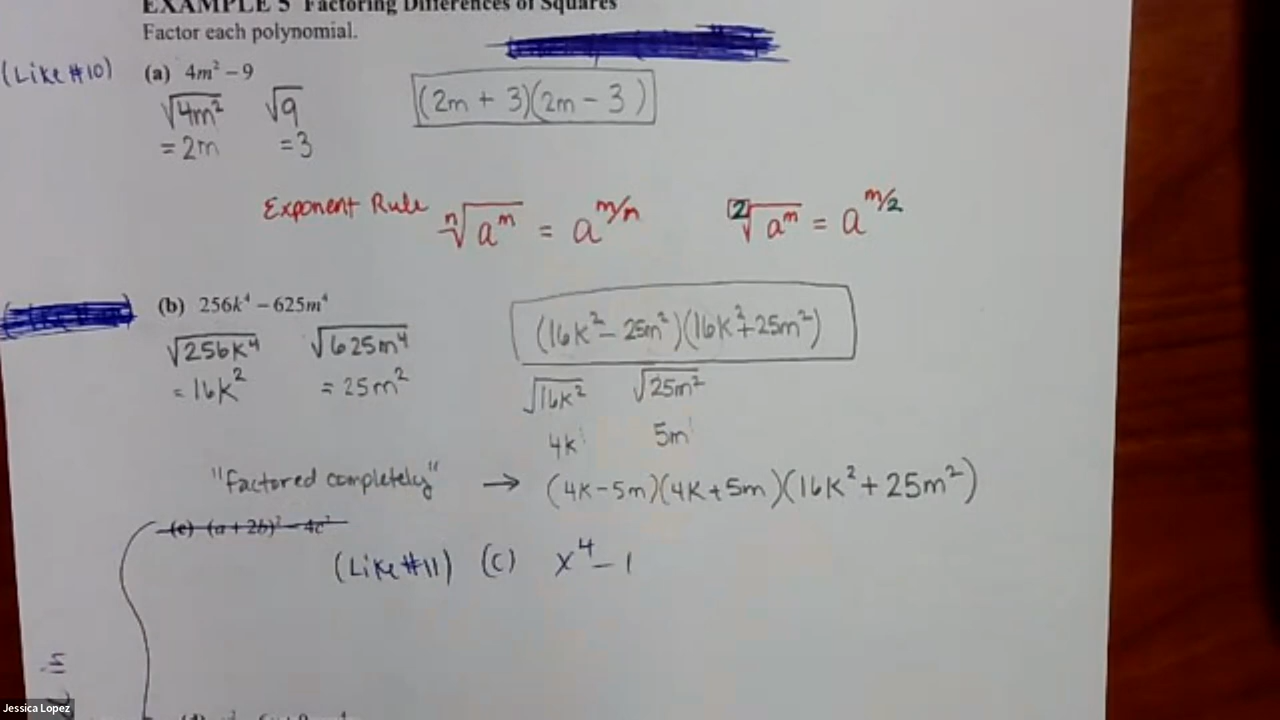 EXAMPLE 5 Factoring Differences of Squares
Factor each polynomial.
(Like #10) (a) 4m² − 9
√4m² √9 (2m + 3)(2m − 3)
= 2m = 3
Exponent Rule ⁿ√aᵐ = a^m/n ²√aᵐ = a^m/2
(b) 256k⁴ − 625m⁴ (16k² − 25m²)(16k² + 25m²)
√256k⁴ √625m⁴
= 16k² = 25m² √16k² √25m²
4k¹ 5m¹
"factored completely" → (4k − 5m)(4k + 5m)(16k² + 25m²)
(c) (a + 2b)² − 4c²
(Like #11) (c) x⁴ − 1
Jessica Lopez